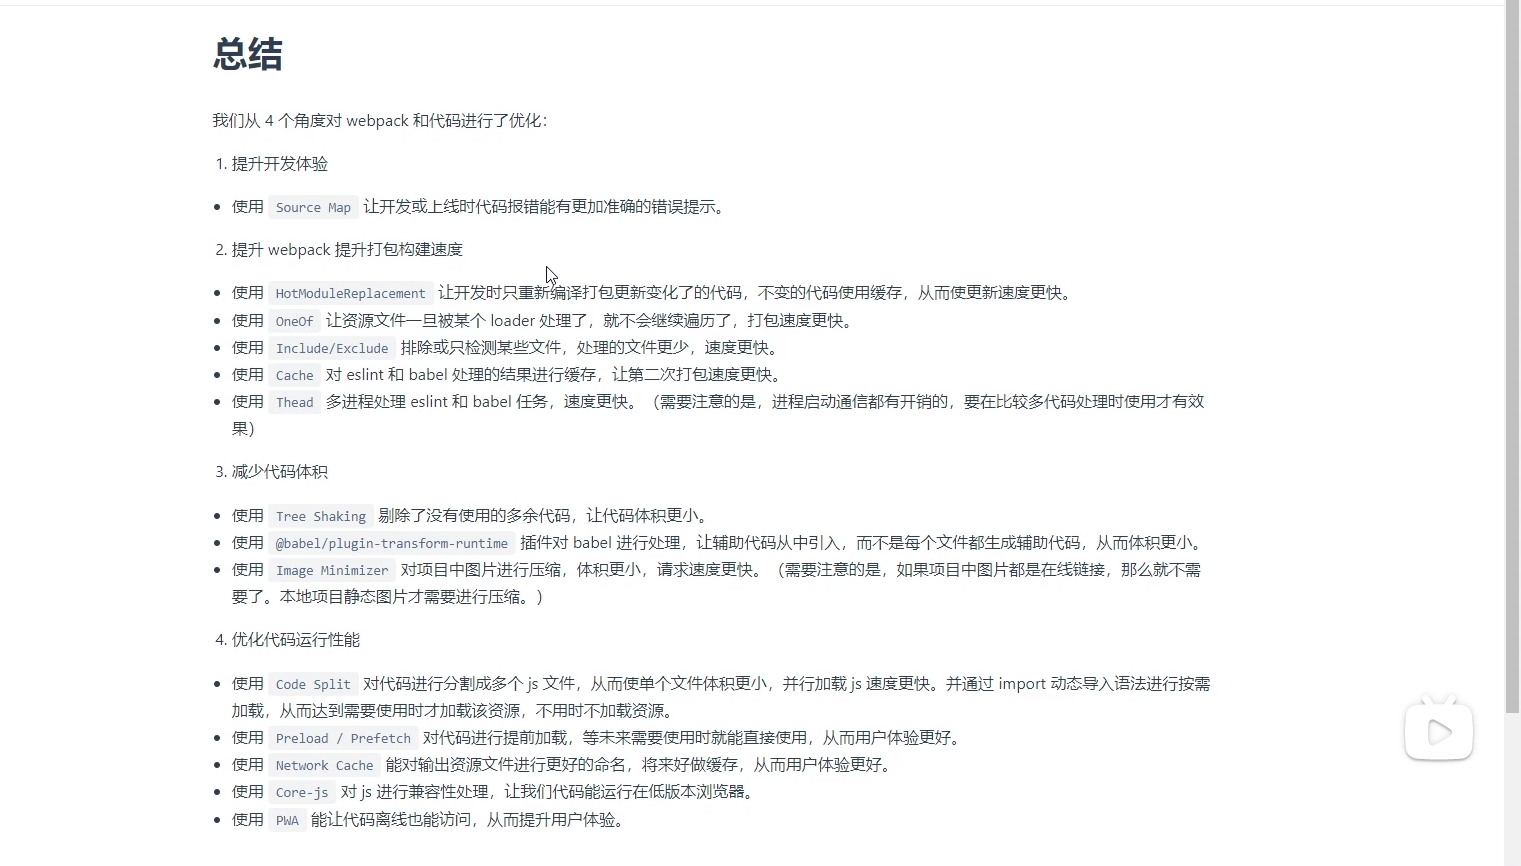 总结
我们从 4 个角度对 webpack 和代码进行了优化：
1. 提升开发体验
• 使用 Source Map 让开发或上线时代码报错能有更加准确的错误提示。
2. 提升 webpack 提升打包构建速度
• 使用 HotModuleReplacement 让开发时只重新编译打包更新变化了的代码，不变的代码使用缓存，从而使更新速度更快。
• 使用 OneOf 让资源文件一旦被某个 loader 处理了，就不会继续遍历了，打包速度更快。
• 使用 Include/Exclude 排除或只检测某些文件，处理的文件更少，速度更快。
• 使用 Cache 对 eslint 和 babel 处理的结果进行缓存，让第二次打包速度更快。
• 使用 Thead 多进程处理 eslint 和 babel 任务，速度更快。（需要注意的是，进程启动通信都有开销的，要在比较多代码处理时使用才有效
果）
3. 减少代码体积
• 使用 Tree Shaking 剔除了没有使用的多余代码，让代码体积更小。
• 使用 @babel/plugin-transform-runtime 插件对 babel 进行处理，让辅助代码从中引入，而不是每个文件都生成辅助代码，从而体积更小。
• 使用 Image Minimizer 对项目中图片进行压缩，体积更小，请求速度更快。（需要注意的是，如果项目中图片都是在线链接，那么就不需
要了。本地项目静态图片才需要进行压缩。）
4. 优化代码运行性能
• 使用 Code Split 对代码进行分割成多个 js 文件，从而使单个文件体积更小，并行加载 js 速度更快。并通过 import 动态导入语法进行按需
加载，从而达到需要使用时才加载该资源，不用时不加载资源。
• 使用 Preload / Prefetch 对代码进行提前加载，等未来需要使用时就能直接使用，从而用户体验更好。
• 使用 Network Cache 能对输出资源文件进行更好的命名，将来好做缓存，从而用户体验更好。
• 使用 Core-js 对 js 进行兼容性处理，让我们代码能运行在低版本浏览器。
• 使用 PWA 能让代码离线也能访问，从而提升用户体验。